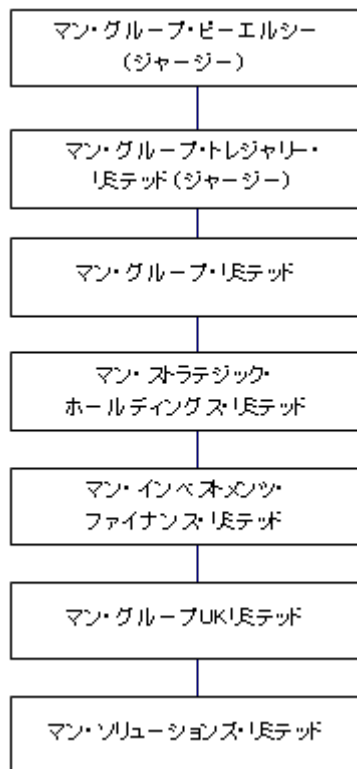 マン・グループ・ピーエルシー
（ジャージー）
マン・グループ・トレジャリー・
リミテッド（ジャージー）
マン・グループ・リミテッド
マン・ストラテジック・
ホールディングス・リミテッド
マン・インベストメンツ・
ファイナンス・リミテッド
マン・グループUKリミテッド
マン・ソリューションズ・リミテッド